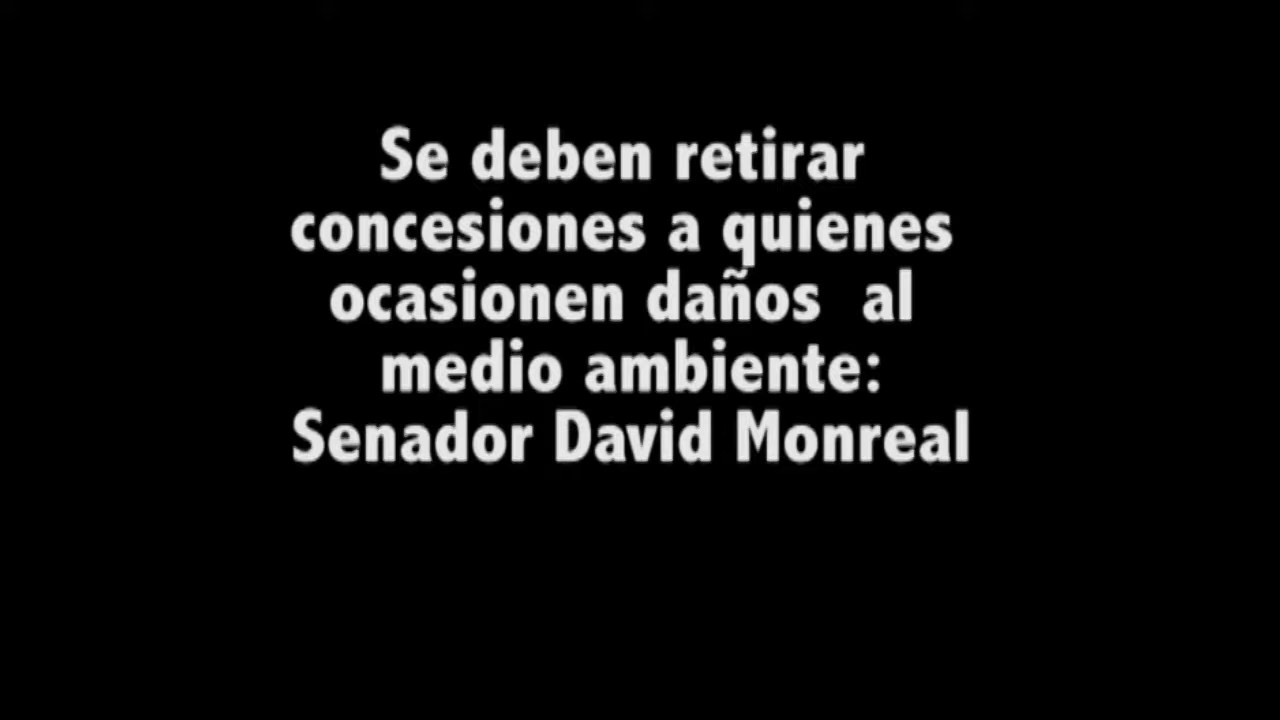 Se deben retirar
concesiones a quienes
ocasionen daños  al
medio ambiente:
Senador David Monreal